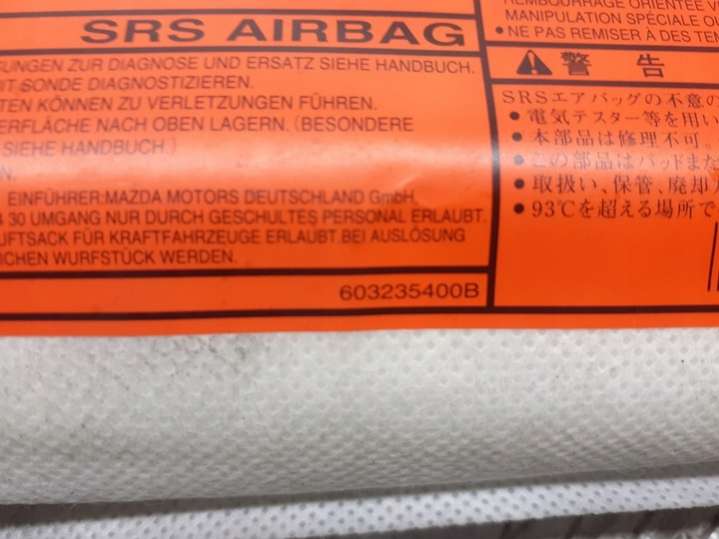 SRS AIRBAG
UNGEN ZUR DIAGNOSE UND ERSATZ SIEHE HANDBUCH.
IT SONDE DIAGNOSTIZIEREN.
TEN KÖNNEN ZU VERLETZUNGEN FÜHREN.
ERFLÄCHE NACH OBEN LAGERN. (BESONDERE
SIEHE HANDBUCH.)
N.
EINFÜHRER:MAZDA MOTORS DEUTSCHLAND GmbH,
30 UMGANG NUR DURCH GESCHULTES PERSONAL ERLAUBT.
UFTSACK FÜR KRAFTFAHRZEUGE ERLAUBT.BEI AUSLÖSUNG
ICHEN WURFSTÜCK WERDEN.
603235400B
REMBOURRAGE ORIENTÉE V
MANIPULATION SPÉCIALE O
• NE PAS REMISER À DES TEN
警告
SRSエアバッグの不意の
• 電気テスター等を用い
• 本部品は修理不可。
• この部品はパッドまた
• 取扱い、保管、廃却
• 93℃を超える場所で